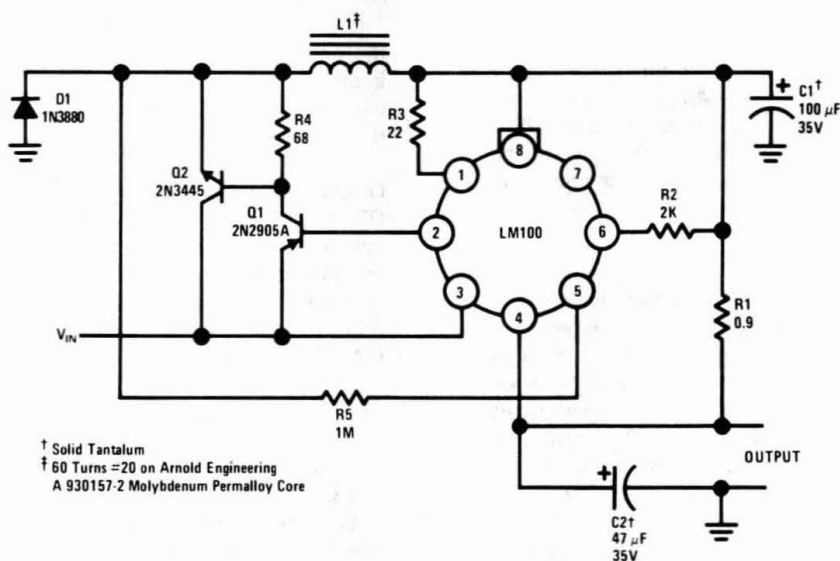 L1‡
D1
1N3880
R4
68
R3
22
C1†
100 μF
35V
+
Q2
2N3445
Q1
2N2905A
1
8
7
2
LM100
6
3
4
5
R2
2K
R1
0.9
VIN
R5
1M
† Solid Tantalum
‡ 60 Turns =20 on Arnold Engineering
A 930157-2 Molybdenum Permalloy Core
OUTPUT
+
C2†
47 μF
35V